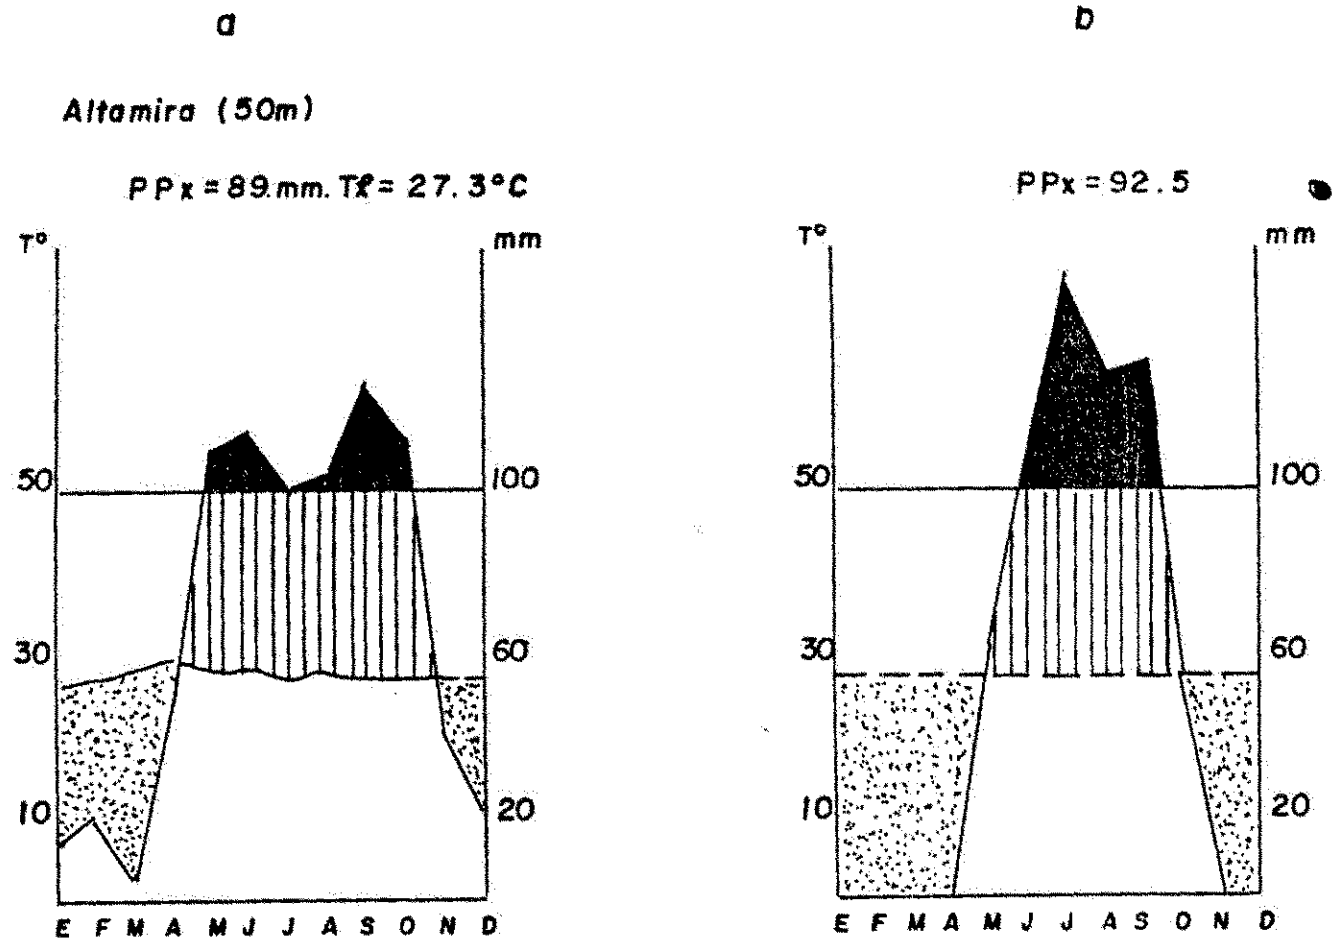 a
b
Altamira (50m)
PPx = 89.mm. Tx = 27.3°C
PPx = 92.5
T° mm
T° mm
50 100
50 100
30 60
30 60
10 20
10 20
E F M A M J J A S O N D
E F M A M J J A S O N D